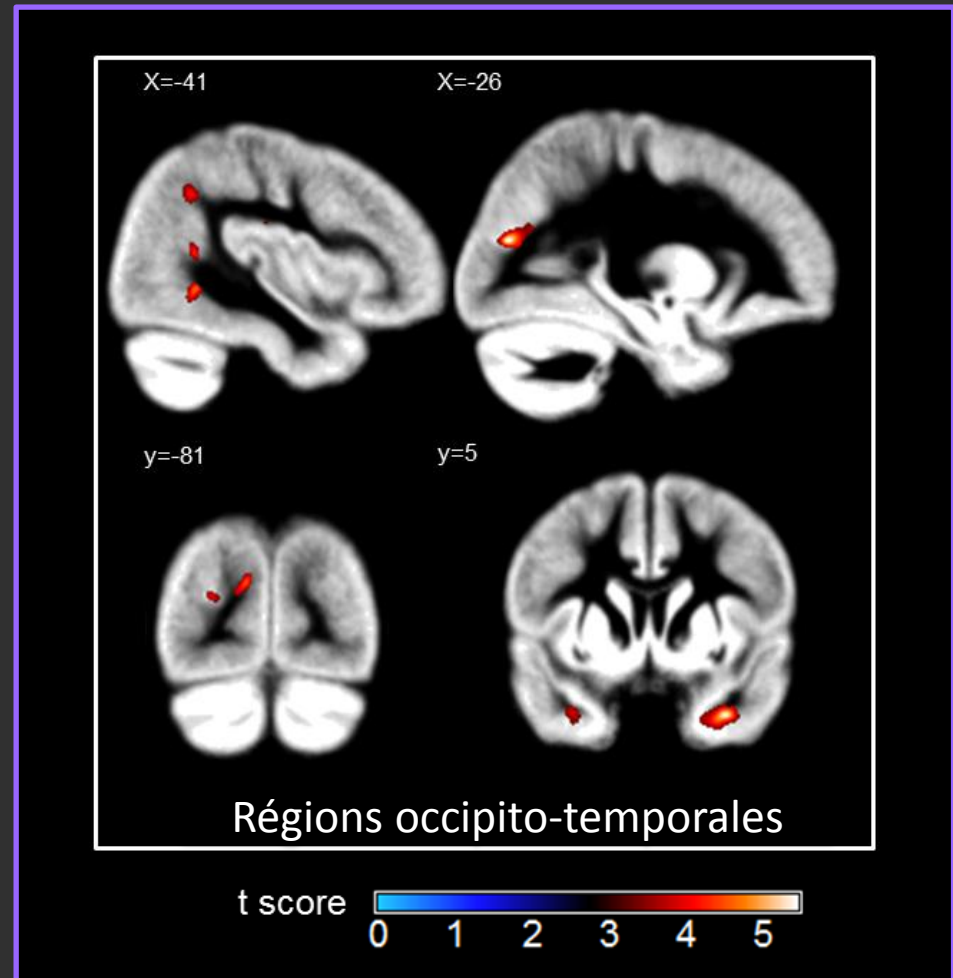 X=-41 X=-26
y=-81 y=5
Régions occipito-temporales
t score
0 1 2 3 4 5